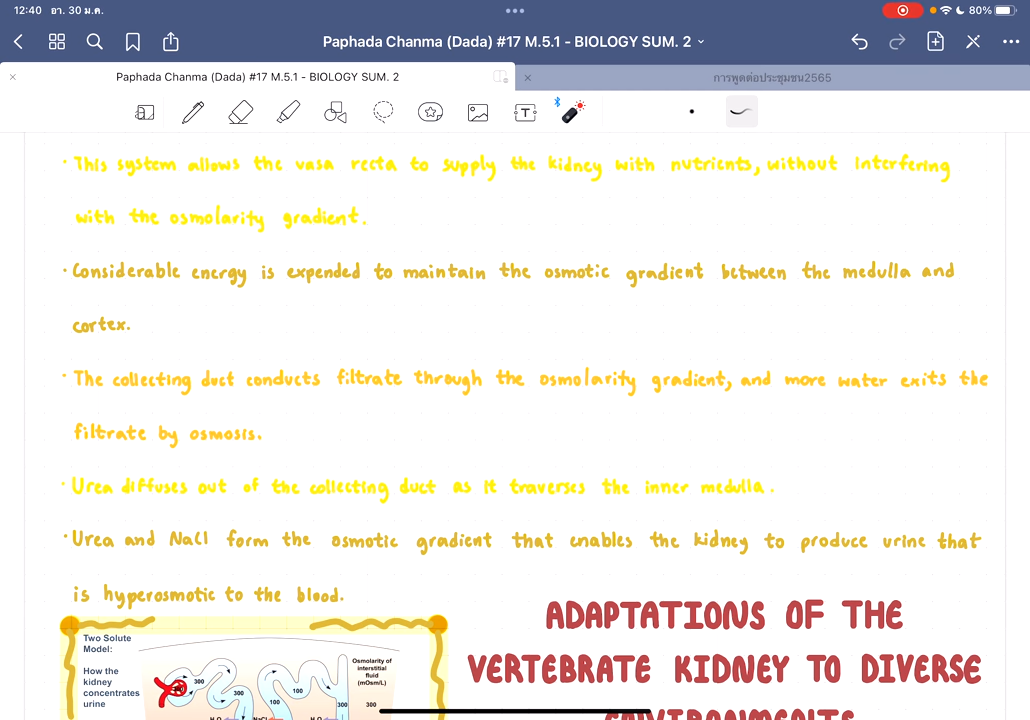 12:40 อา. 30 ม.ค. 80%
Paphada Chanma (Dada) #17 M.5.1 - BIOLOGY SUM. 2
Paphada Chanma (Dada) #17 M.5.1 - BIOLOGY SUM. 2 การพูดต่อประชุมชน2565
T
• This system allows the vasa recta to supply the kidney with nutrients, without interfering
with the osmolarity gradient.
• Considerable energy is expended to maintain the osmotic gradient between the medulla and
cortex.
• The collecting duct conducts filtrate through the osmolarity gradient, and more water exits the
filtrate by osmosis.
• Urea diffuses out of the collecting duct as it traverses the inner medulla.
• Urea and NaCl form the osmotic gradient that enables the kidney to produce urine that
is hyperosmotic to the blood.
ADAPTATIONS OF THE
VERTEBRATE KIDNEY TO DIVERSE
ENVIRONMENTS
Two Solute
Model:
How the
kidney
concentrates
urine
300
300
100
100
300
Osmolarity of
interstitial
fluid
(mOsm/L)
300
H₂O NaCl H₂O